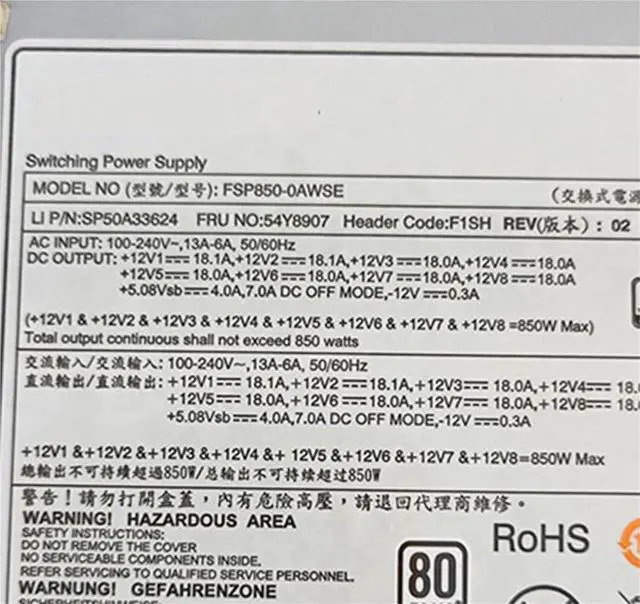 Switching Power Supply
MODEL NO (型號/型号): FSP850-0AWSE (交換式電源
LI P/N:SP50A33624 FRU NO:54Y8907 Header Code:F1SH REV(版本) : 02
AC INPUT: 100-240V~,13A-6A, 50/60Hz
DC OUTPUT: +12V1⎓18.1A,+12V2⎓18.1A,+12V3⎓18.0A,+12V4⎓18.0A
+12V5⎓18.0A,+12V6⎓18.0A,+12V7⎓18.0A,+12V8⎓18.0A
+5.08Vsb⎓4.0A,7.0A DC OFF MODE,-12V⎓0.3A
(+12V1 & +12V2 & +12V3 & +12V4 & +12V5 & +12V6 & +12V7 & +12V8 =850W Max)
Total output continuous shall not exceed 850 watts
交流輸入/交流输入: 100-240V~,13A-6A, 50/60Hz
直流輸出/直流输出: +12V1⎓18.1A,+12V2⎓18.1A,+12V3⎓18.0A,+12V4⎓18.
+12V5⎓18.0A,+12V6⎓18.0A,+12V7⎓18.0A,+12V8⎓18.
+5.08Vsb⎓4.0A,7.0A DC OFF MODE,-12V⎓0.3A
+12V1 &+12V2 &+12V3 &+12V4 &+ 12V5 &+12V6 &+12V7 &+12V8=850W Max
總輸出不可持續超過850W/总输出不可持续超过850W
警告！請勿打開盒蓋，內有危險高壓，請退回代理商維修。
WARNING! HAZARDOUS AREA
SAFETY INSTRUCTIONS:
DO NOT REMOVE THE COVER
NO SERVICEABLE COMPONENTS INSIDE.
REFER SERVICING TO QUALIFIED SERVICE PERSONNEL.
WARNUNG! GEFAHRENZONE
RoHS
80